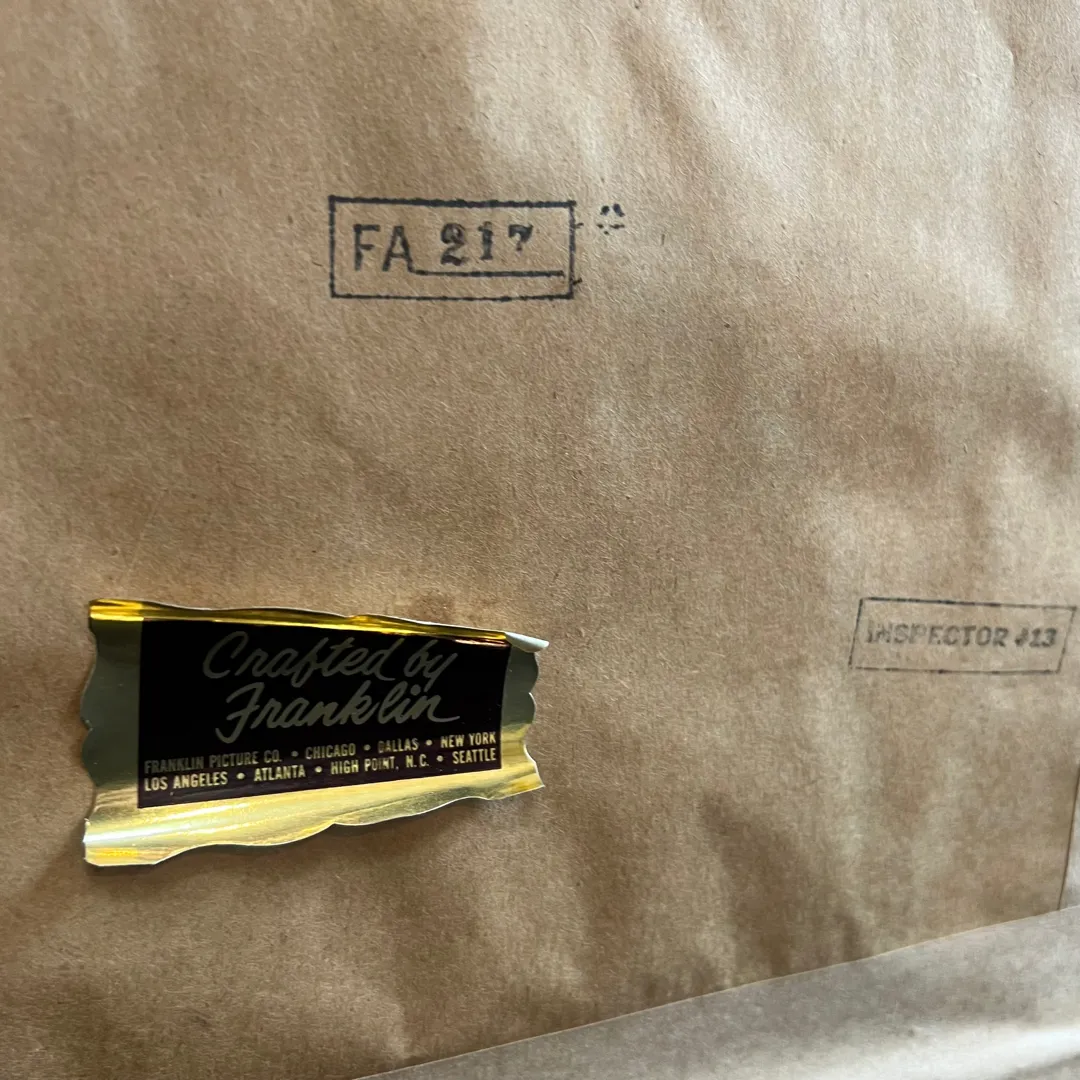 FA 217
INSPECTOR #13
Crafted by
Franklin
FRANKLIN PICTURE CO. • CHICAGO • DALLAS • NEW YORK
LOS ANGELES • ATLANTA • HIGH POINT, N.C. • SEATTLE